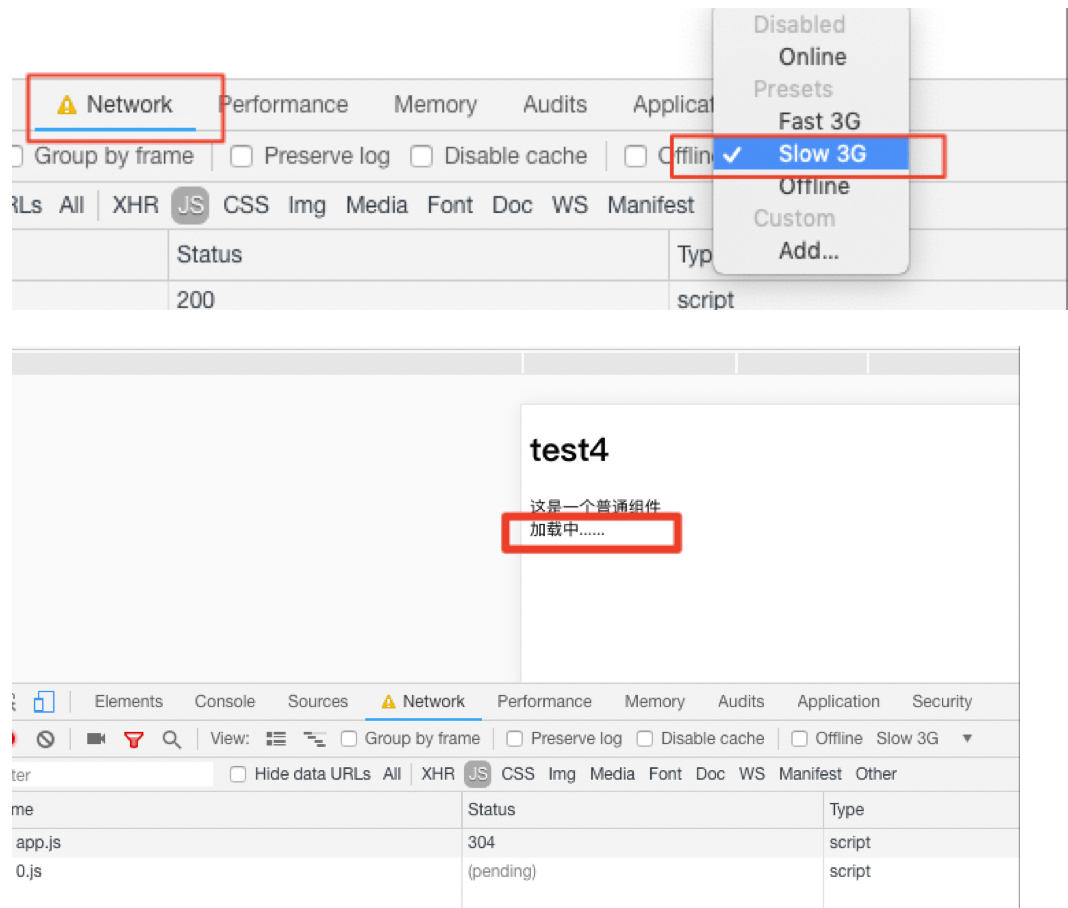 Disabled
Online
Presets
Network Performance Memory Audits Applicat
Fast 3G
Group by frame Preserve log Disable cache Offlin
Slow 3G
Offline
RLs All XHR JS CSS Img Media Font Doc WS Manifest
Custom
Status Typ
Add...
200 script
test4
这是一个普通组件
加载中......
Elements Console Sources Network Performance Memory Audits Application Security
View: Group by frame Preserve log Disable cache Offline Slow 3G
ter Hide data URLs All XHR JS CSS Img Media Font Doc WS Manifest Other
me Status Type
app.js 304 script
0.js (pending) script